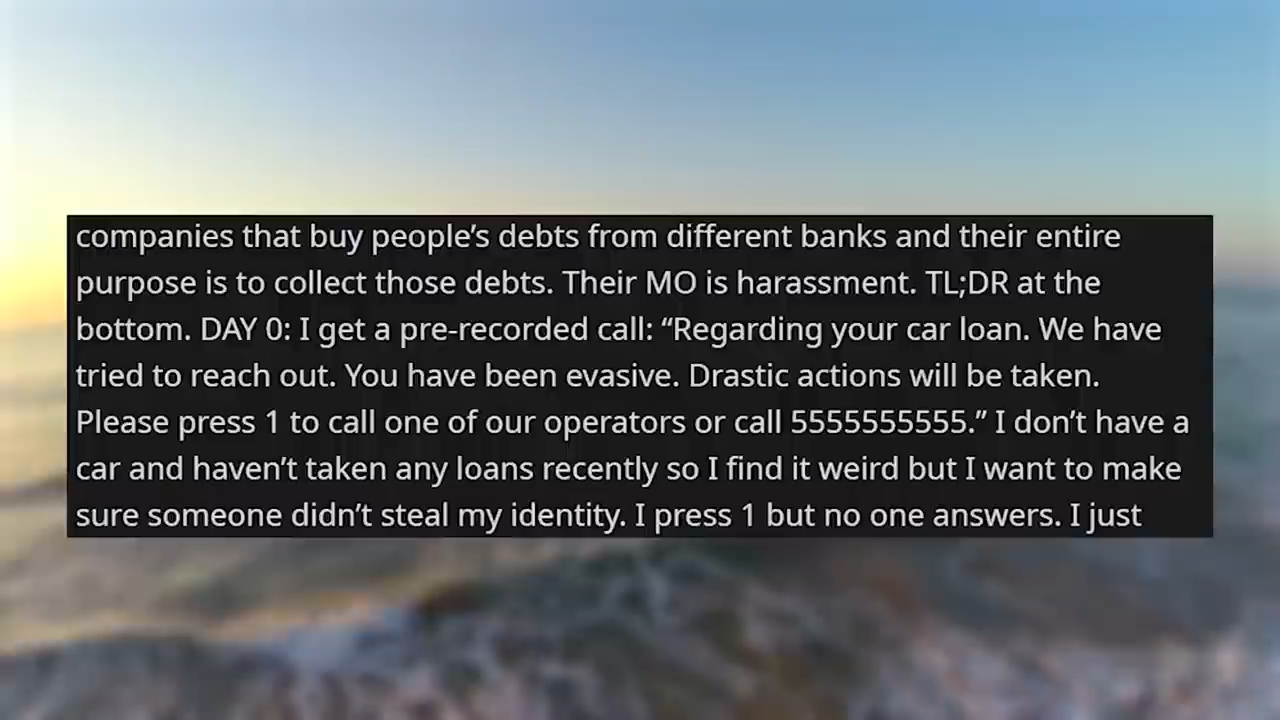 companies that buy people’s debts from different banks and their entire
purpose is to collect those debts. Their MO is harassment. TL;DR at the
bottom. DAY 0: I get a pre-recorded call: “Regarding your car loan. We have
tried to reach out. You have been evasive. Drastic actions will be taken.
Please press 1 to call one of our operators or call 5555555555.” I don’t have a
car and haven’t taken any loans recently so I find it weird but I want to make
sure someone didn’t steal my identity. I press 1 but no one answers. I just